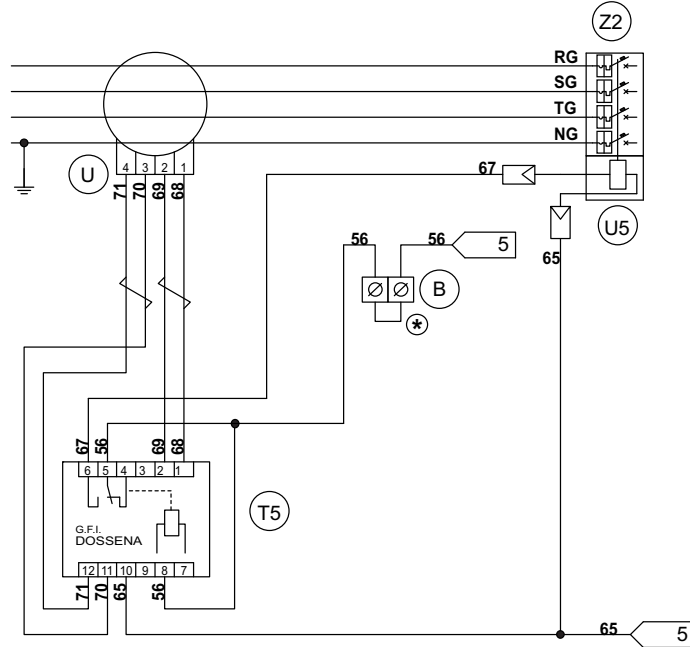 Z2
RG
SG
TG
NG
U
4 3 2 1
71 70 69 68
67
U5
65
56 56 5
B
*
67 56 69 68
6 5 4 3 2 1
T5
G.F.I.
DOSSENA
12 11 10 9 8 7
71 70 65 56
65 5